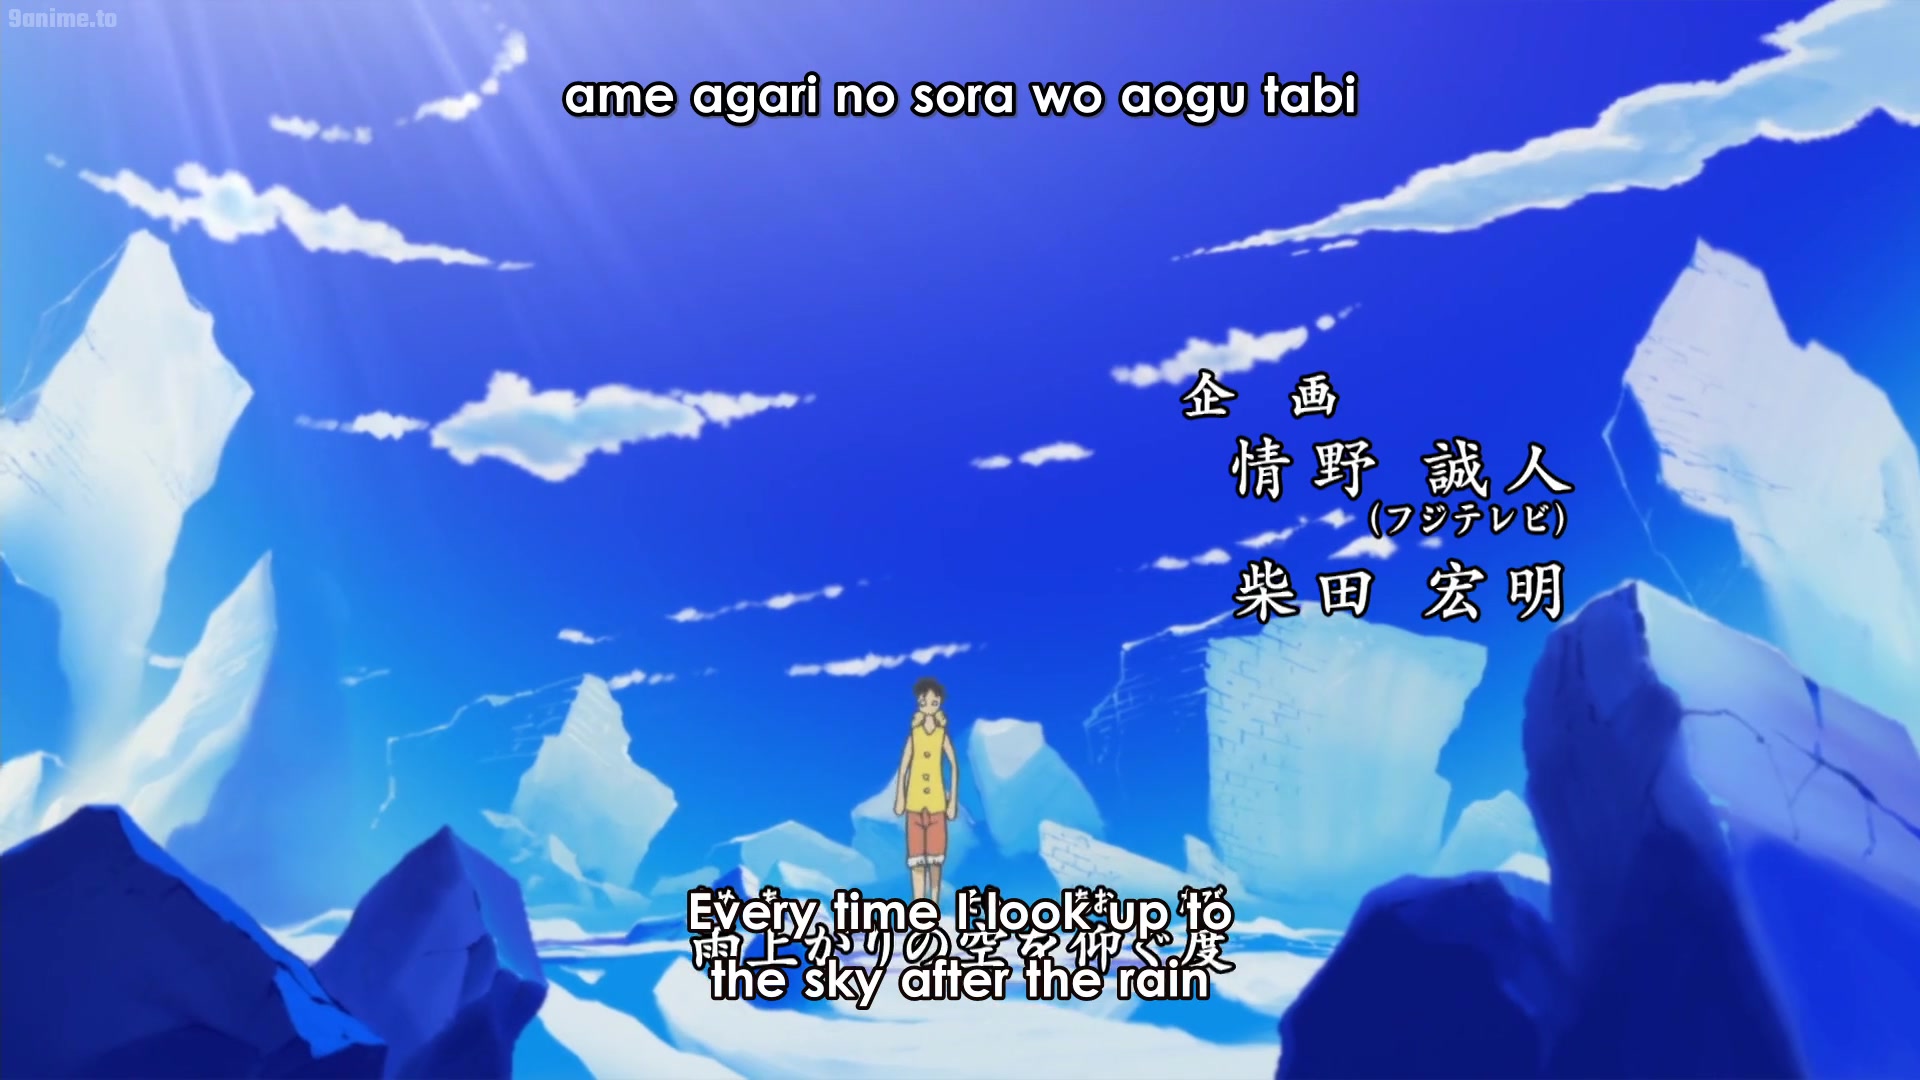 9anime.to
ame agari no sora wo aogu tabi
企 画
情野 誠人
(フジテレビ)
柴田 宏明
Every time I look up to
雨上がりの空を仰ぐ度
the sky after the rain